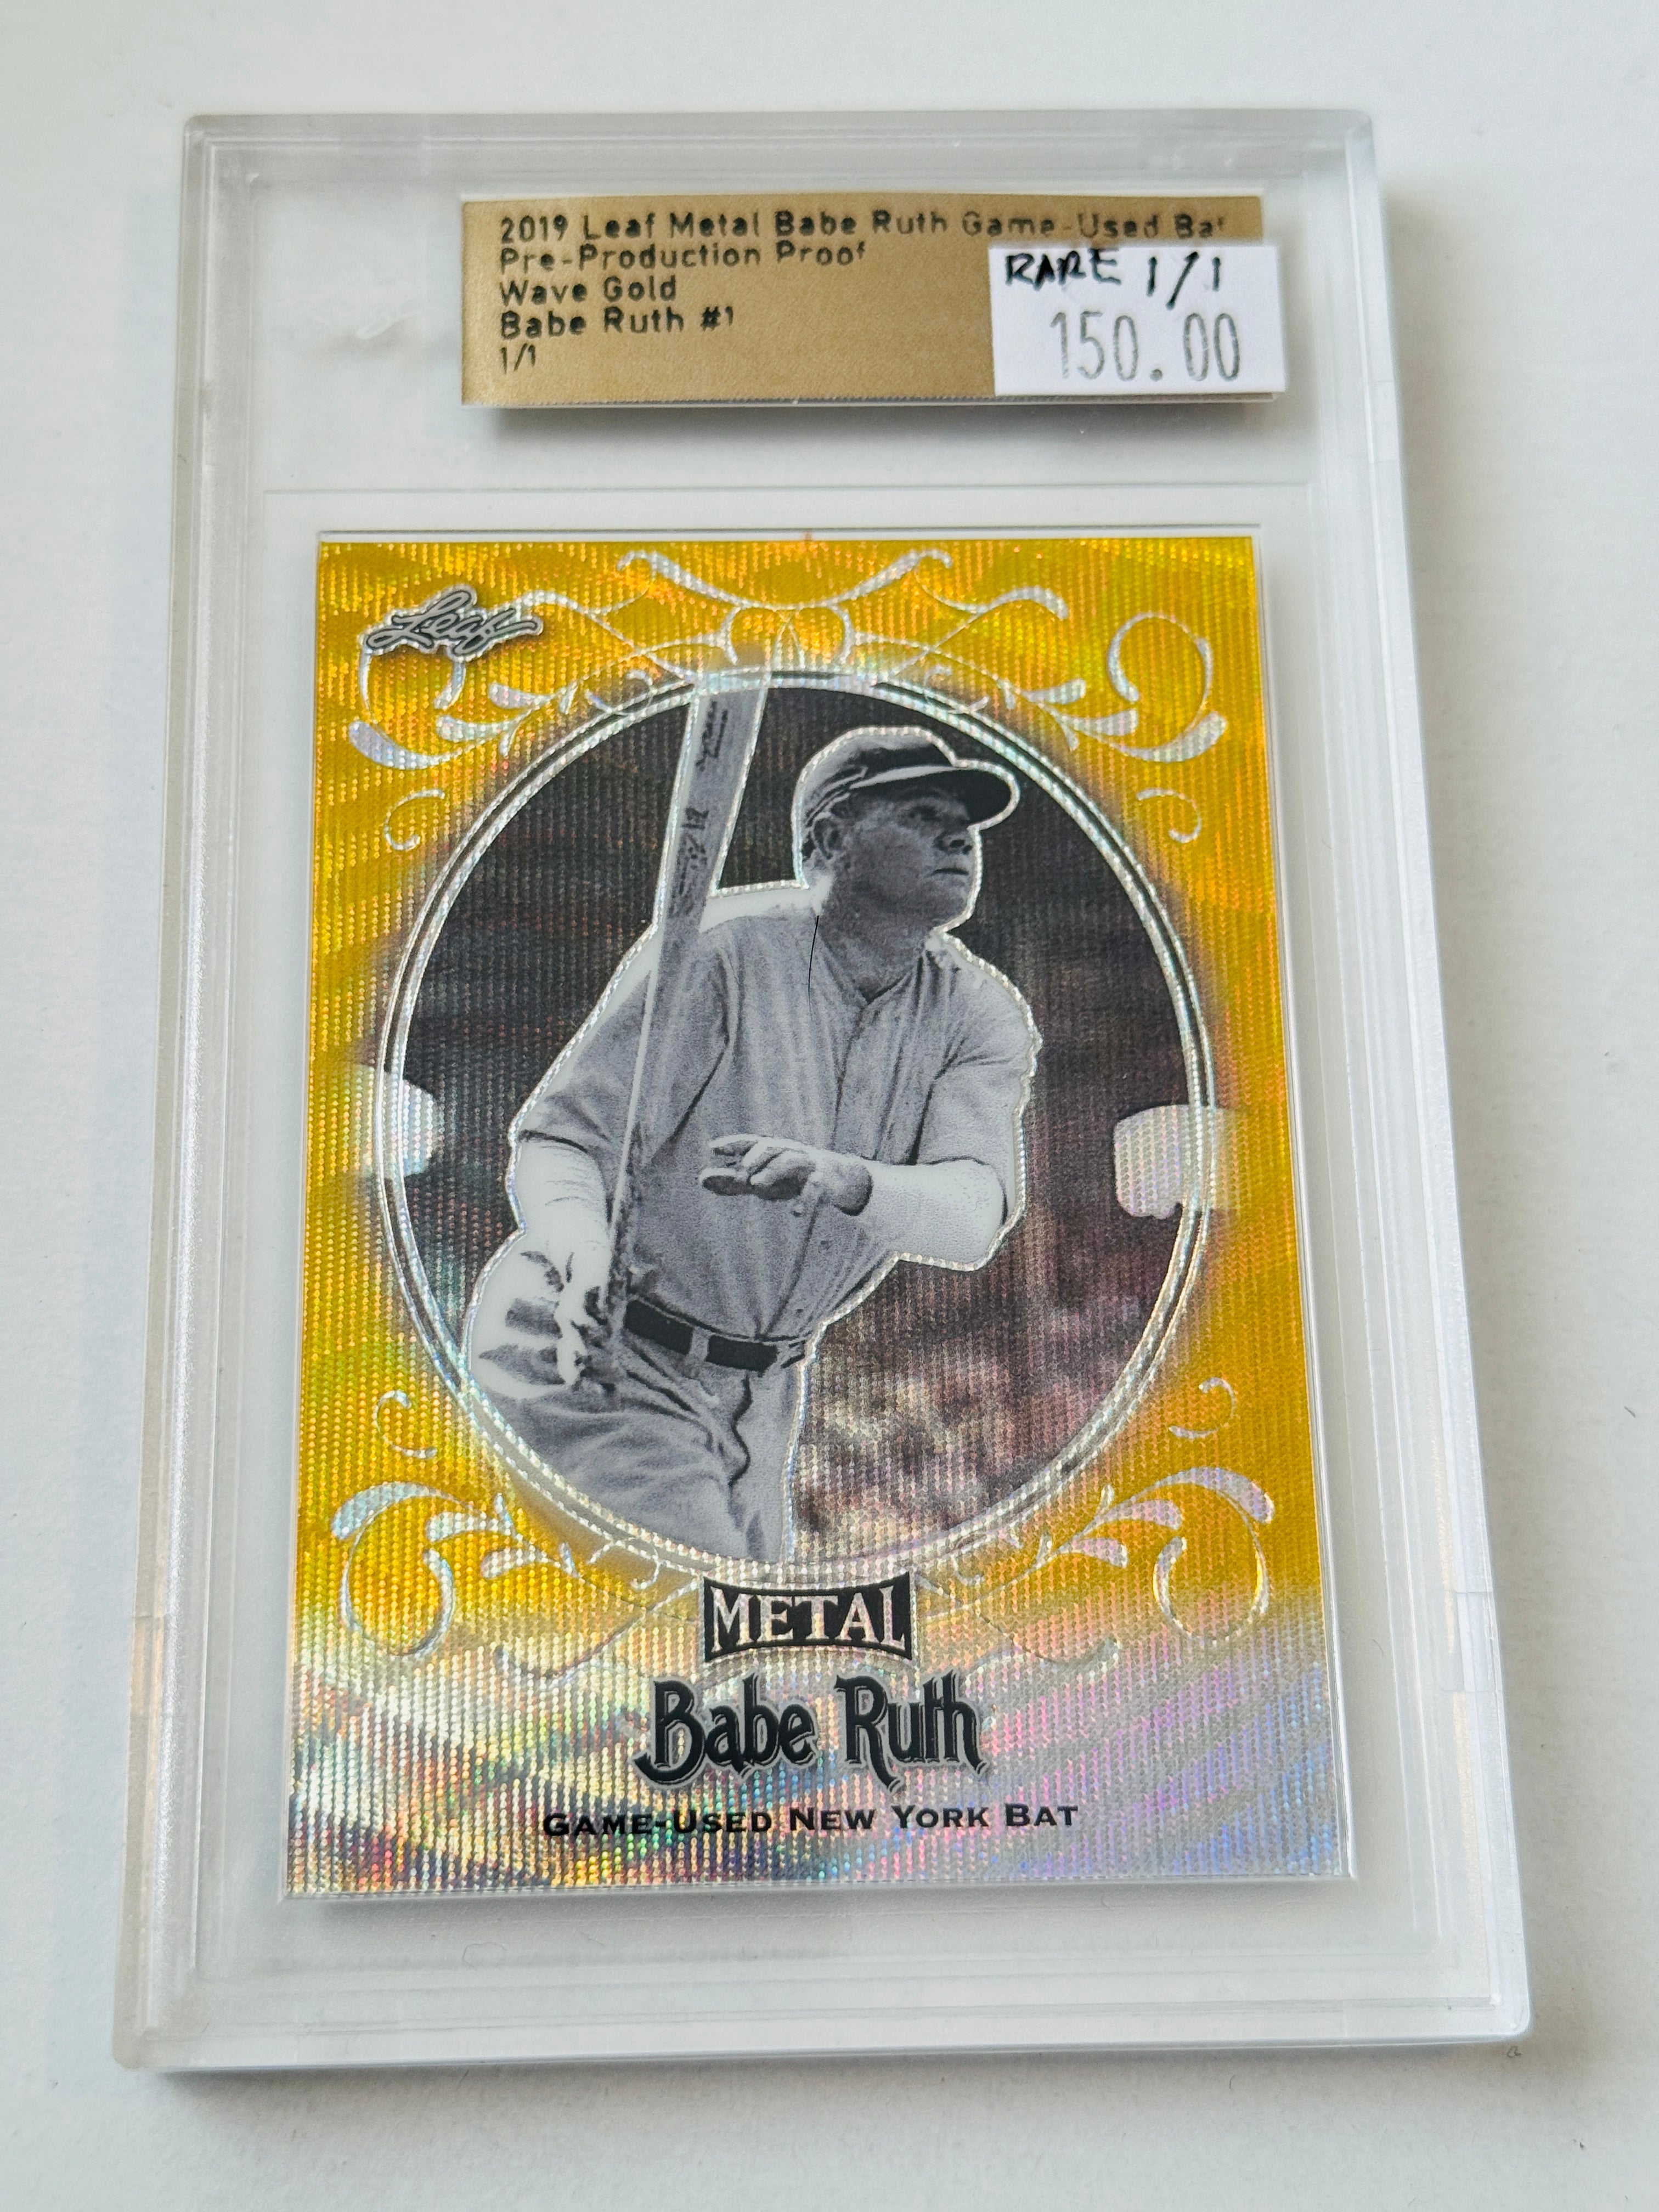 2019 Leaf Metal Babe Ruth Game-Used Bat
Pre-Production Proof
Wave Gold
Babe Ruth #1
1/1
RARE 1/1
150.00
Leaf
METAL
Babe Ruth
GAME-USED NEW YORK BAT